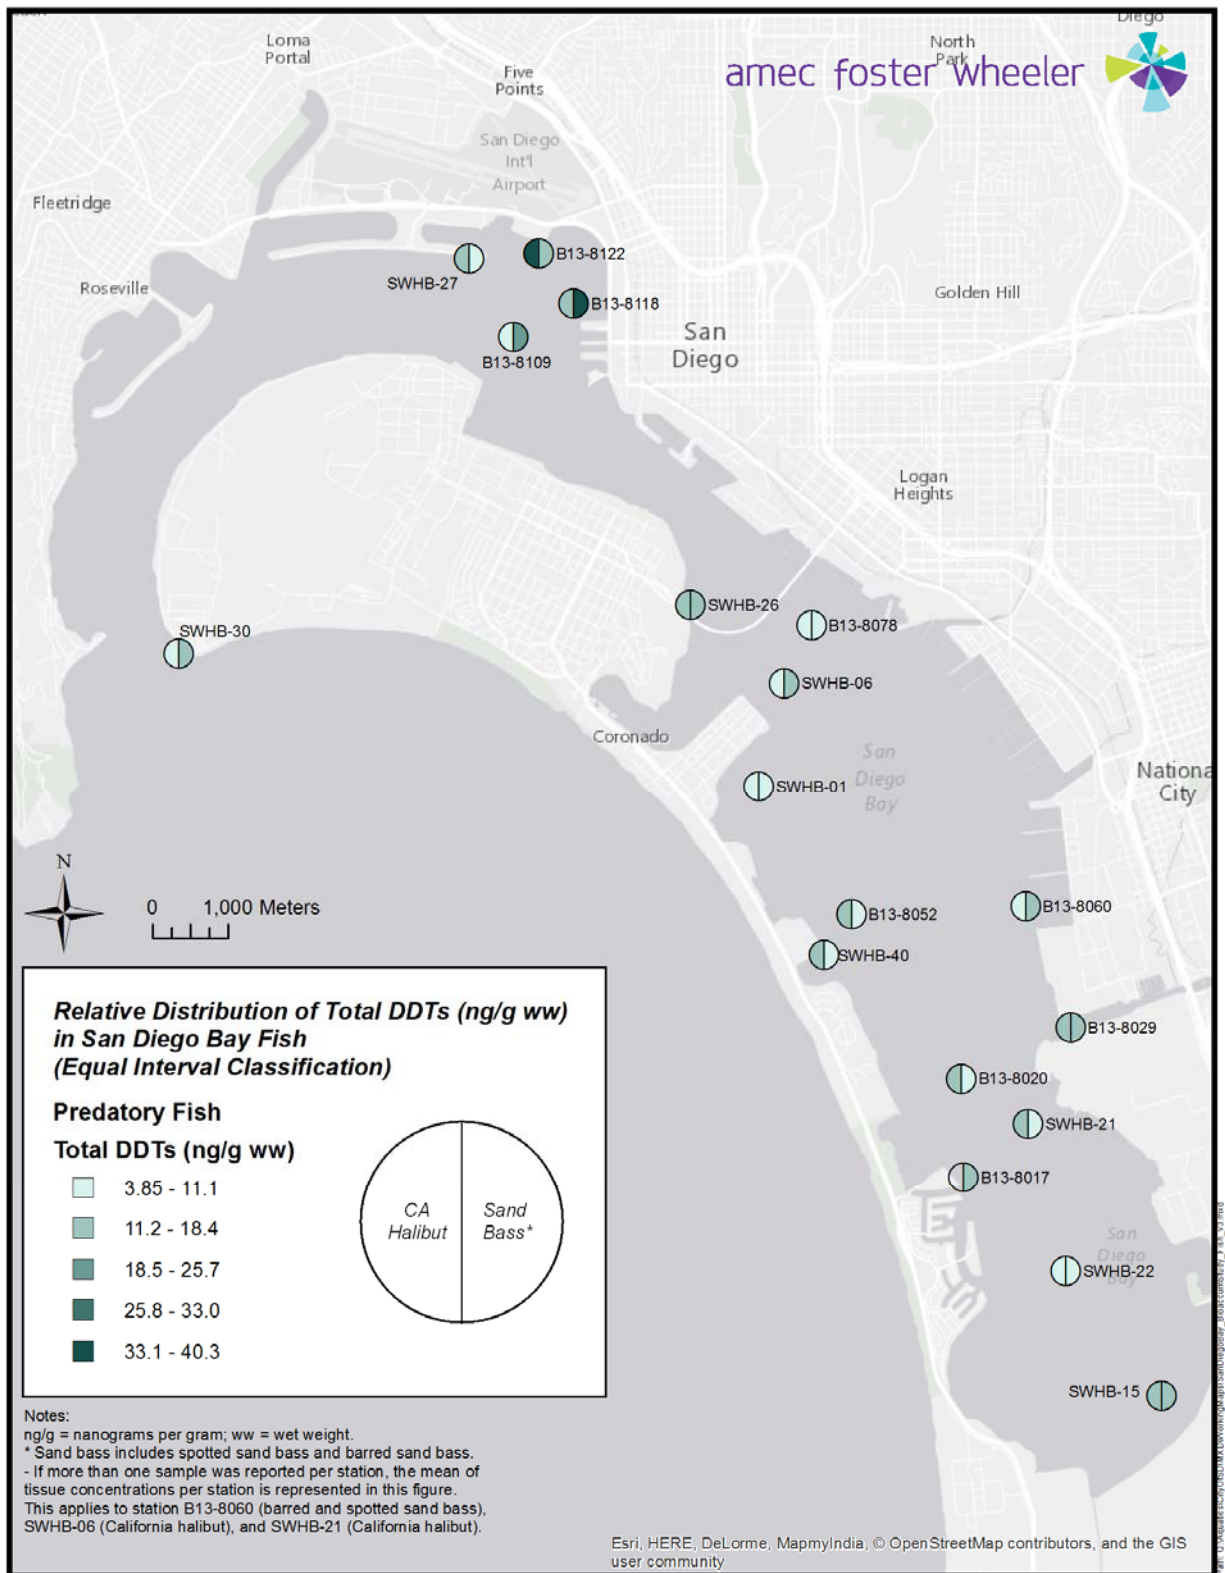 Diego
Loma
Portal
North
Park
amec foster wheeler
Five
Points
San Diego
Int'l
Airport
Fleetridge
B13-8122
SWHB-27
Roseville
B13-8118
Golden Hill
San
Diego
B13-8109
Logan
Heights
SWHB-26
B13-8078
SWHB-30
SWHB-06
Coronado
San
Diego
Bay
Nationa
City
SWHB-01
N
0 1,000 Meters
B13-8052
B13-8060
SWHB-40
B13-8029
B13-8020
SWHB-21
B13-8017
San
Diego
Bay
SWHB-22
SWHB-15
Relative Distribution of Total DDTs (ng/g ww)
in San Diego Bay Fish
(Equal Interval Classification)
Predatory Fish
Total DDTs (ng/g ww)
3.85 - 11.1
11.2 - 18.4
18.5 - 25.7
25.8 - 33.0
33.1 - 40.3
CA
Halibut
Sand
Bass*
Notes:
ng/g = nanograms per gram; ww = wet weight.
* Sand bass includes spotted sand bass and barred sand bass.
- If more than one sample was reported per station, the mean of
tissue concentrations per station is represented in this figure.
This applies to station B13-8060 (barred and spotted sand bass),
SWHB-06 (California halibut), and SWHB-21 (California halibut).
Esri, HERE, DeLorme, MapmyIndia, © OpenStreetMap contributors, and the GIS
user community